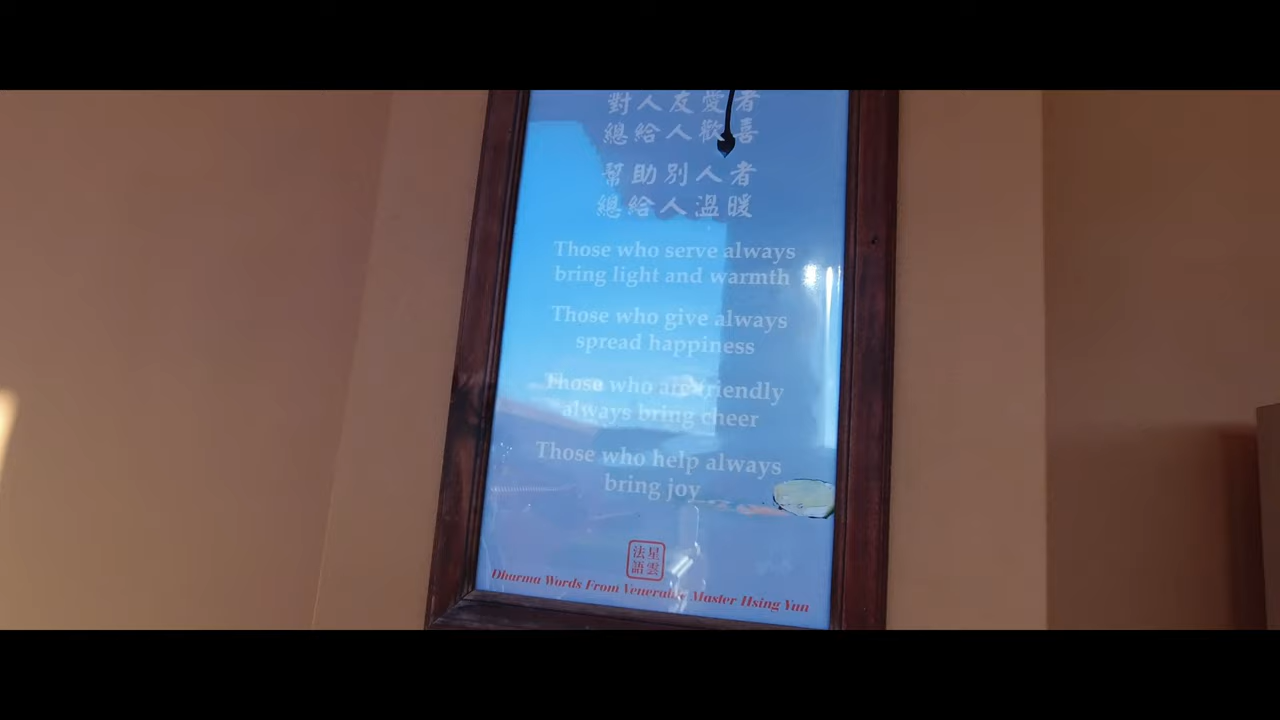 對人友愛者
總給人歡喜
幫助別人者
總給人溫暖
Those who serve always
bring light and warmth
Those who give always
spread happiness
Those who are friendly
always bring cheer
Those who help always
bring joy
星雲
法語
Dharma Words From Venerable Master Hsing Yun